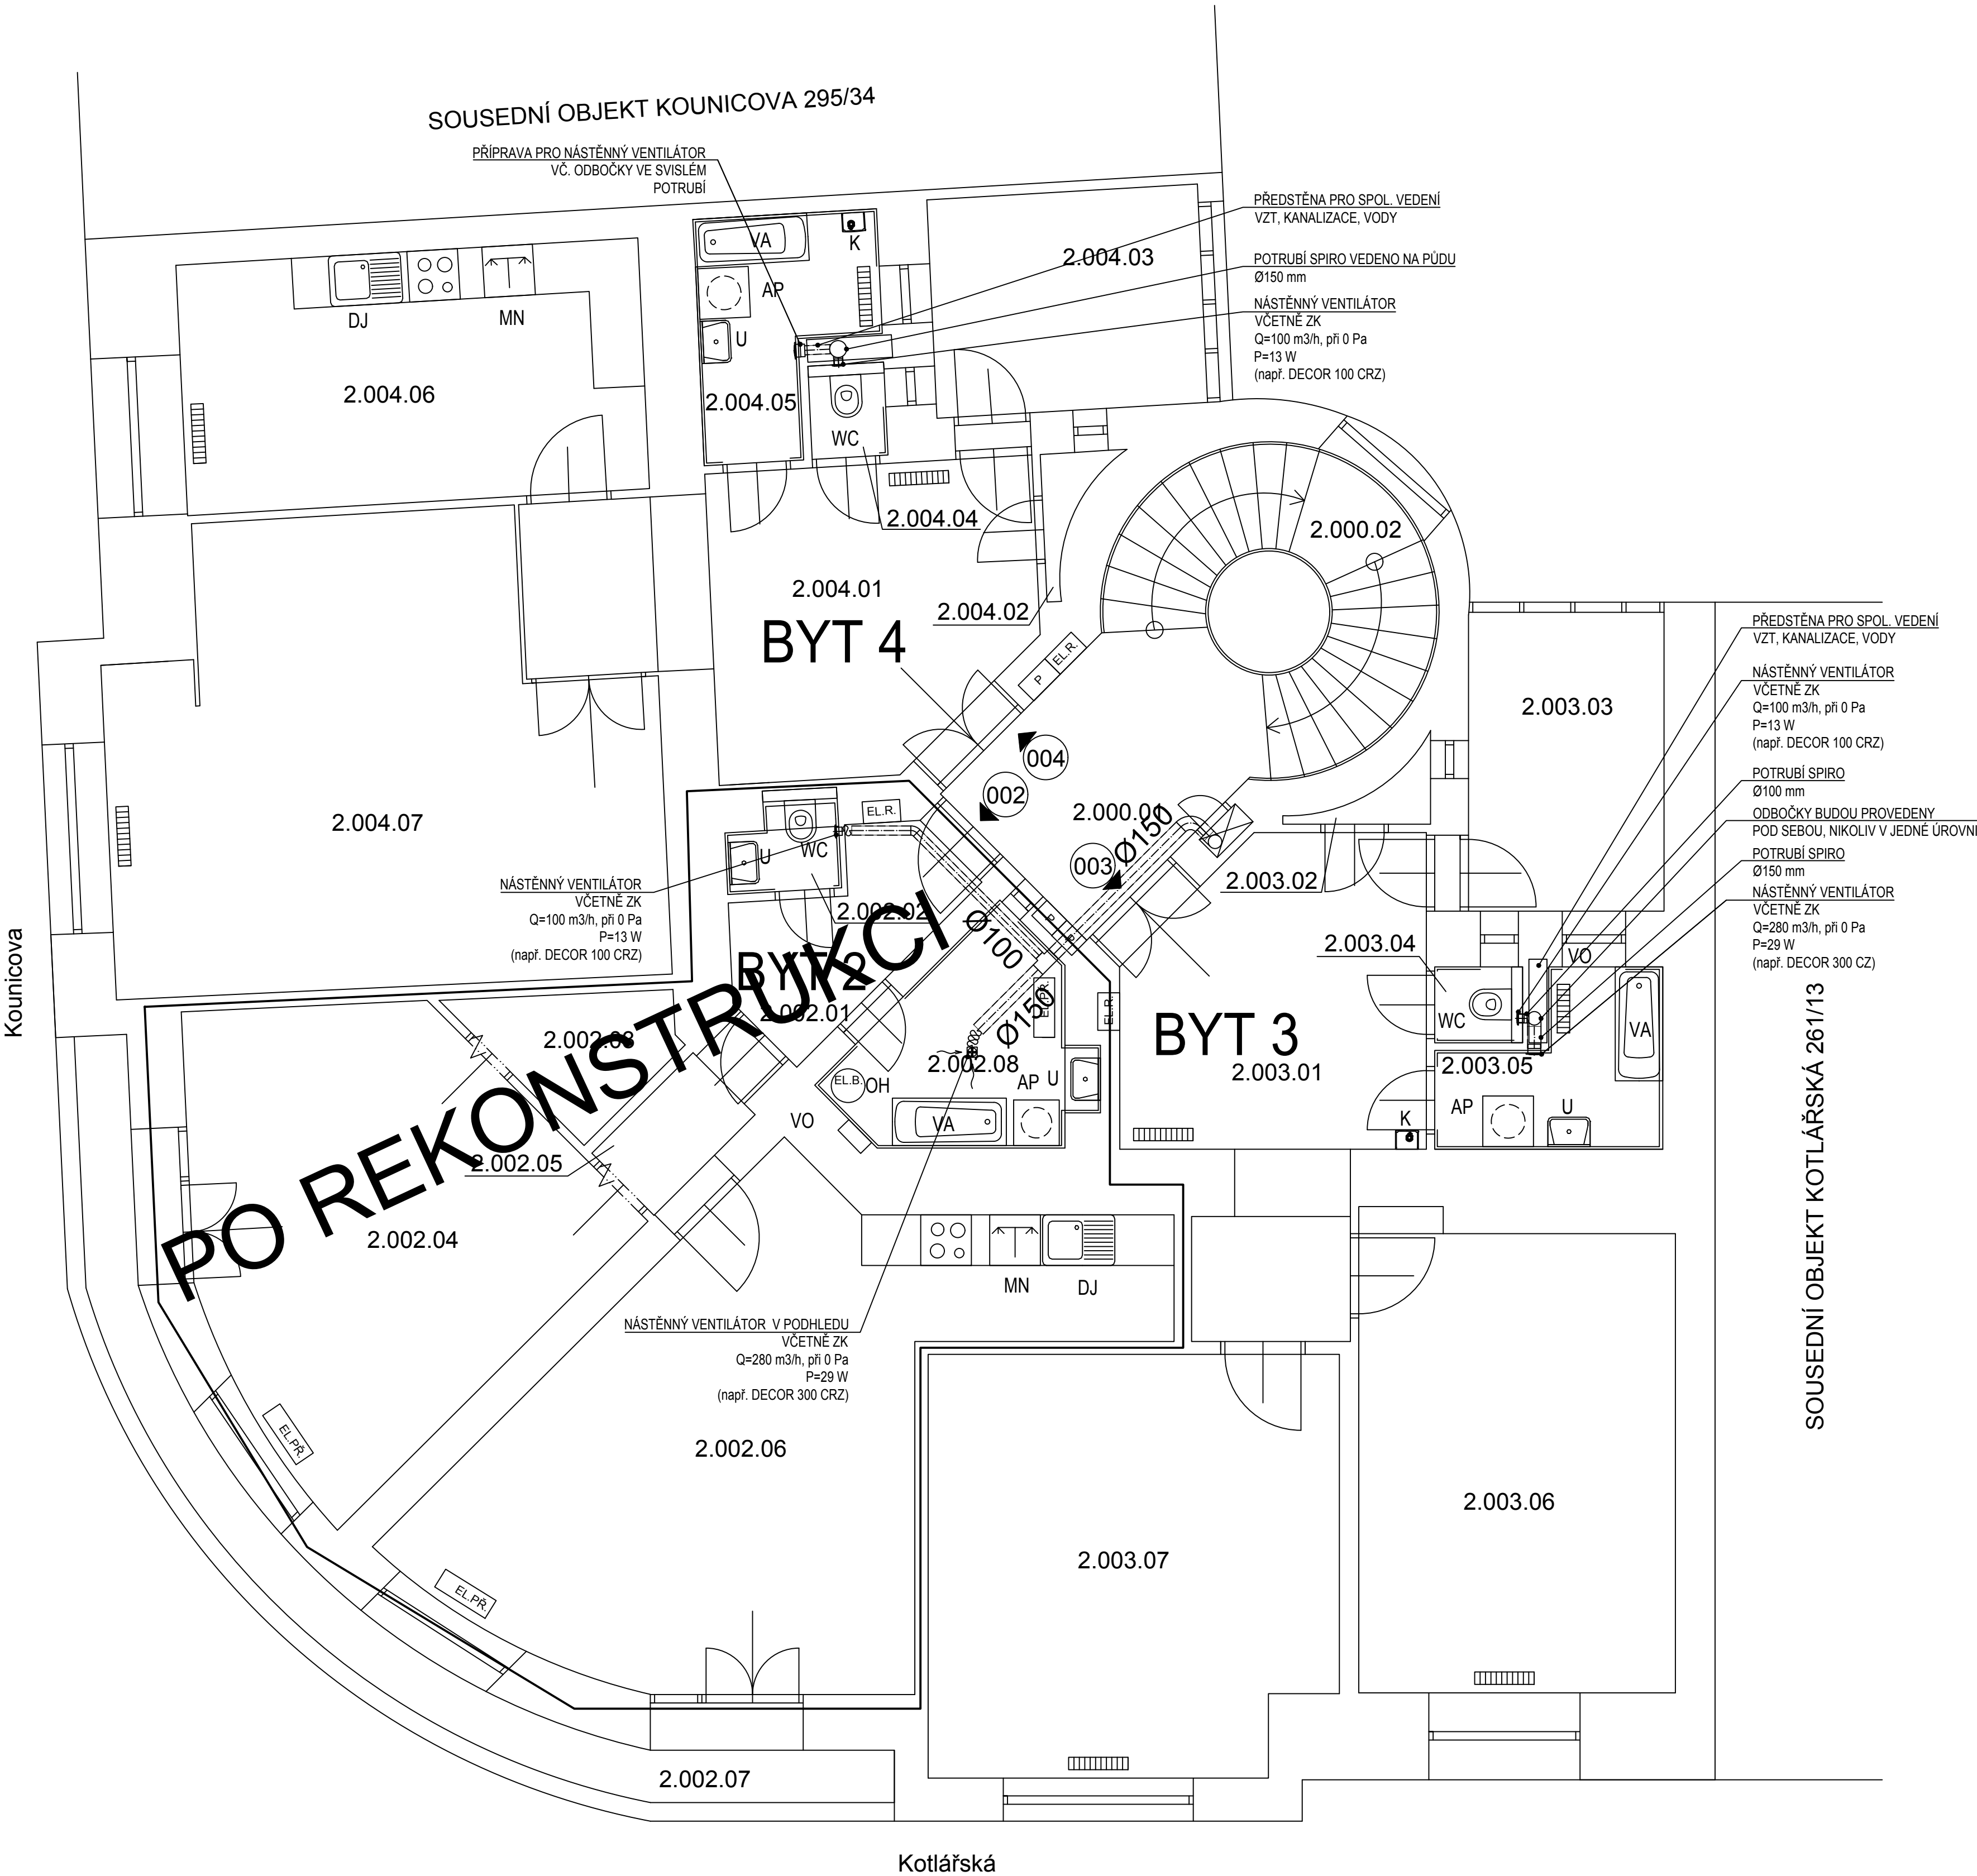 SOUSEDNÍ OBJEKT KOUNICOVA 295/34
PŘÍPRAVA PRO NÁSTĚNNÝ VENTILÁTOR
VČ. ODBOČKY VE SVISLÉM
POTRUBÍ
PŘEDSTĚNA PRO SPOL. VEDENÍ
VZT, KANALIZACE, VODY
POTRUBÍ SPIRO VEDENO NA PŮDU
Ø150 mm
NÁSTĚNNÝ VENTILÁTOR
VČETNĚ ZK
Q=100 m3/h, při 0 Pa
P=13 W
(např. DECOR 100 CRZ)
VA
K
AP
U
DJ
MN
2.004.03
2.004.06
2.004.05
WC
2.004.04
2.000.02
2.004.01
2.004.02
BYT 4
EL.R.
P
004
002
2.000.01
003
Ø150
2.004.07
EL.R.
U
WC
2.002.02
NÁSTĚNNÝ VENTILÁTOR
VČETNĚ ZK
Q=100 m3/h, při 0 Pa
P=13 W
(např. DECOR 100 CRZ)
2.003.03
2.003.02
2.003.04
PŘEDSTĚNA PRO SPOL. VEDENÍ
VZT, KANALIZACE, VODY
NÁSTĚNNÝ VENTILÁTOR
VČETNĚ ZK
Q=100 m3/h, při 0 Pa
P=13 W
(např. DECOR 100 CRZ)
POTRUBÍ SPIRO
Ø100 mm
ODBOČKY BUDOU PROVEDENY
POD SEBOU, NIKOLIV V JEDNÉ ÚROVNI
POTRUBÍ SPIRO
Ø150 mm
NÁSTĚNNÝ VENTILÁTOR
VČETNĚ ZK
Q=280 m3/h, při 0 Pa
P=29 W
(např. DECOR 300 CZ)
Kounicova
BYT 2
2.002.01
Ø100
P
P
Ø150
EL.PŘ.
EL.R.
BYT 3
2.003.01
VO
WC
VA
2.003.05
AP
U
K
2.002.03
2.002.08
EL.B.
OH
AP
U
VA
VO
2.002.05
2.002.04
PO REKONSTRUKCI
MN
DJ
NÁSTĚNNÝ VENTILÁTOR V PODHLEDU
VČETNĚ ZK
Q=280 m3/h, při 0 Pa
P=29 W
(např. DECOR 300 CRZ)
SOUSEDNÍ OBJEKT KOTLÁŘSKÁ 261/13
EL.PŘ.
2.002.06
EL.PŘ.
2.003.06
2.003.07
2.002.07
Kotlářská